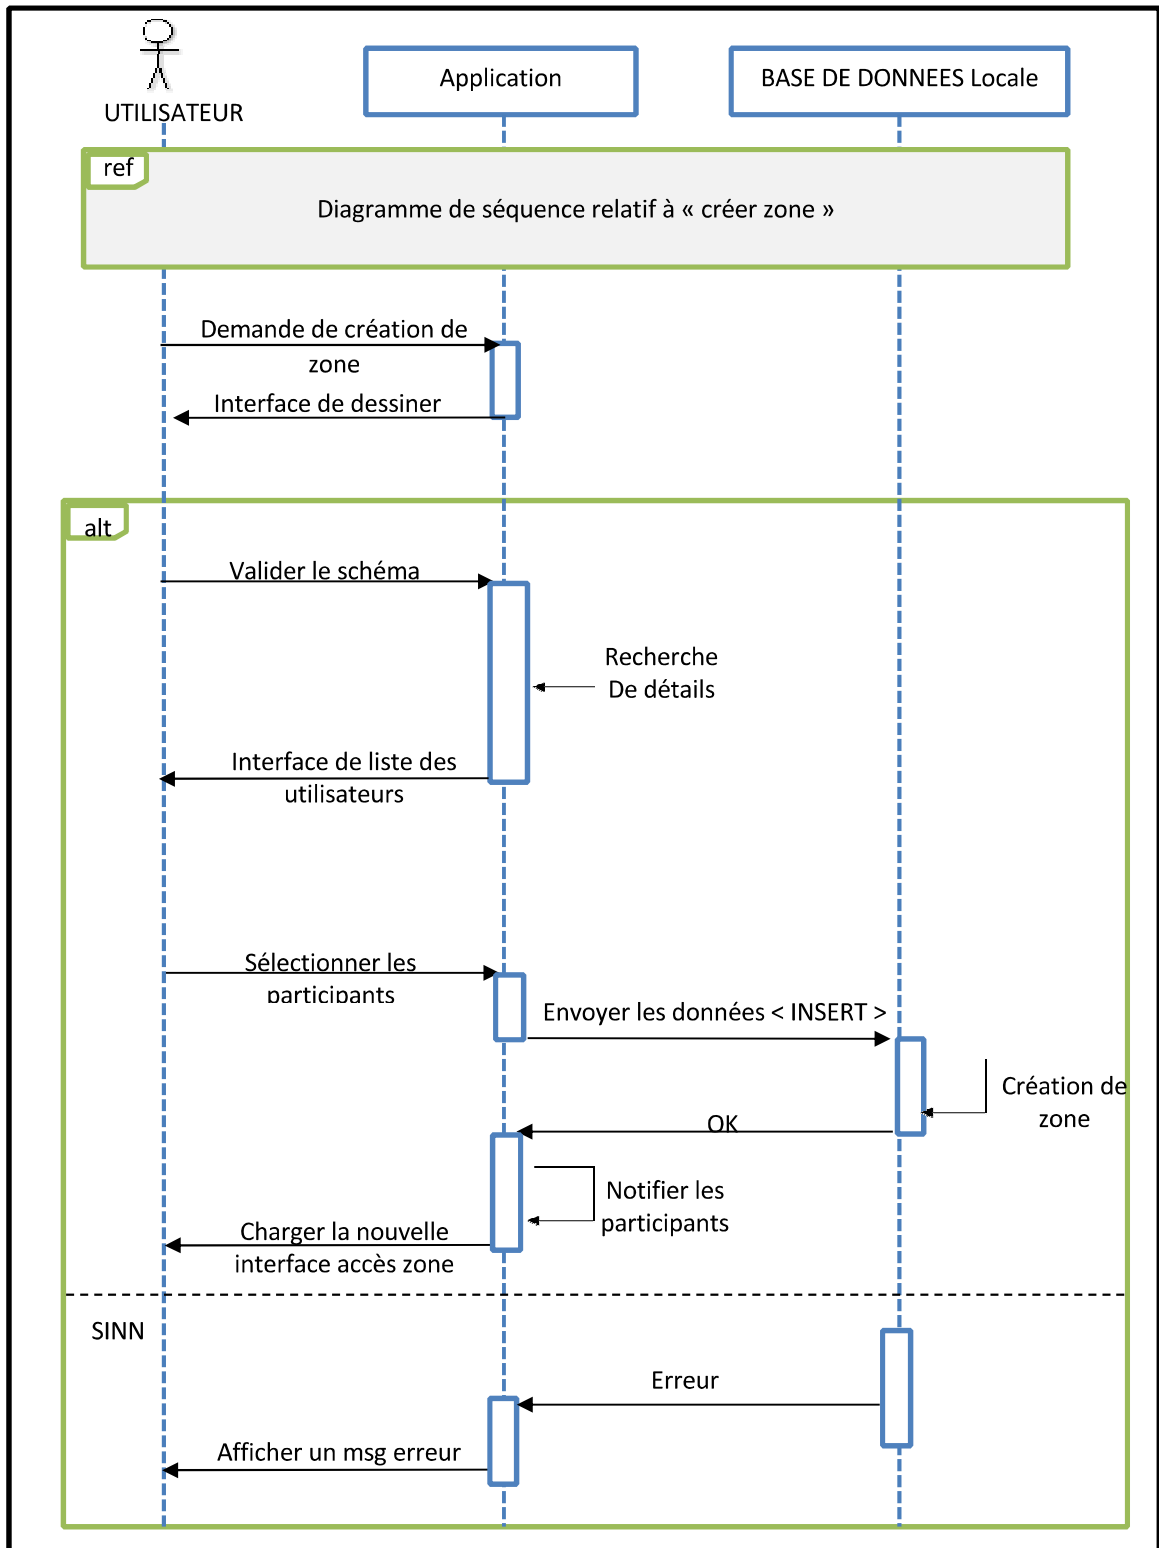 UTILISATEUR
Application
BASE DE DONNEES Locale
ref
Diagramme de séquence relatif à « créer zone »
Demande de création de
zone
Interface de dessiner
alt
Valider le schéma
Recherche
De détails
Interface de liste des
utilisateurs
Sélectionner les
participants
Envoyer les données < INSERT >
Création de
zone
OK
Notifier les
participants
Charger la nouvelle
interface accès zone
SINN
Erreur
Afficher un msg erreur